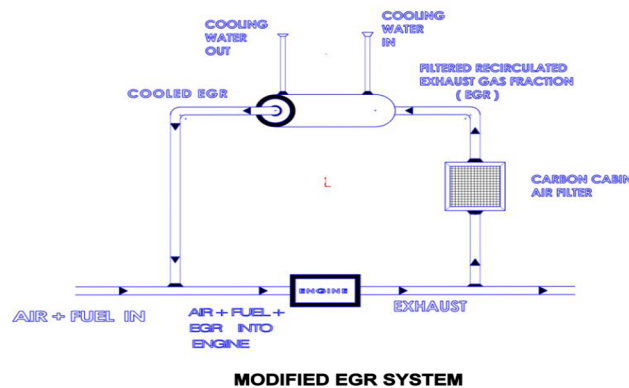 COOLING
WATER
OUT
COOLING
WATER
IN
FILTERED RECIRCULATED
EXHAUST GAS FRACTION
( EGR )
COOLED EGR
CARBON CABIN
AIR FILTER
ENGINE
AIR + FUEL IN
AIR + FUEL +
EGR INTO
ENGINE
EXHAUST
MODIFIED EGR SYSTEM